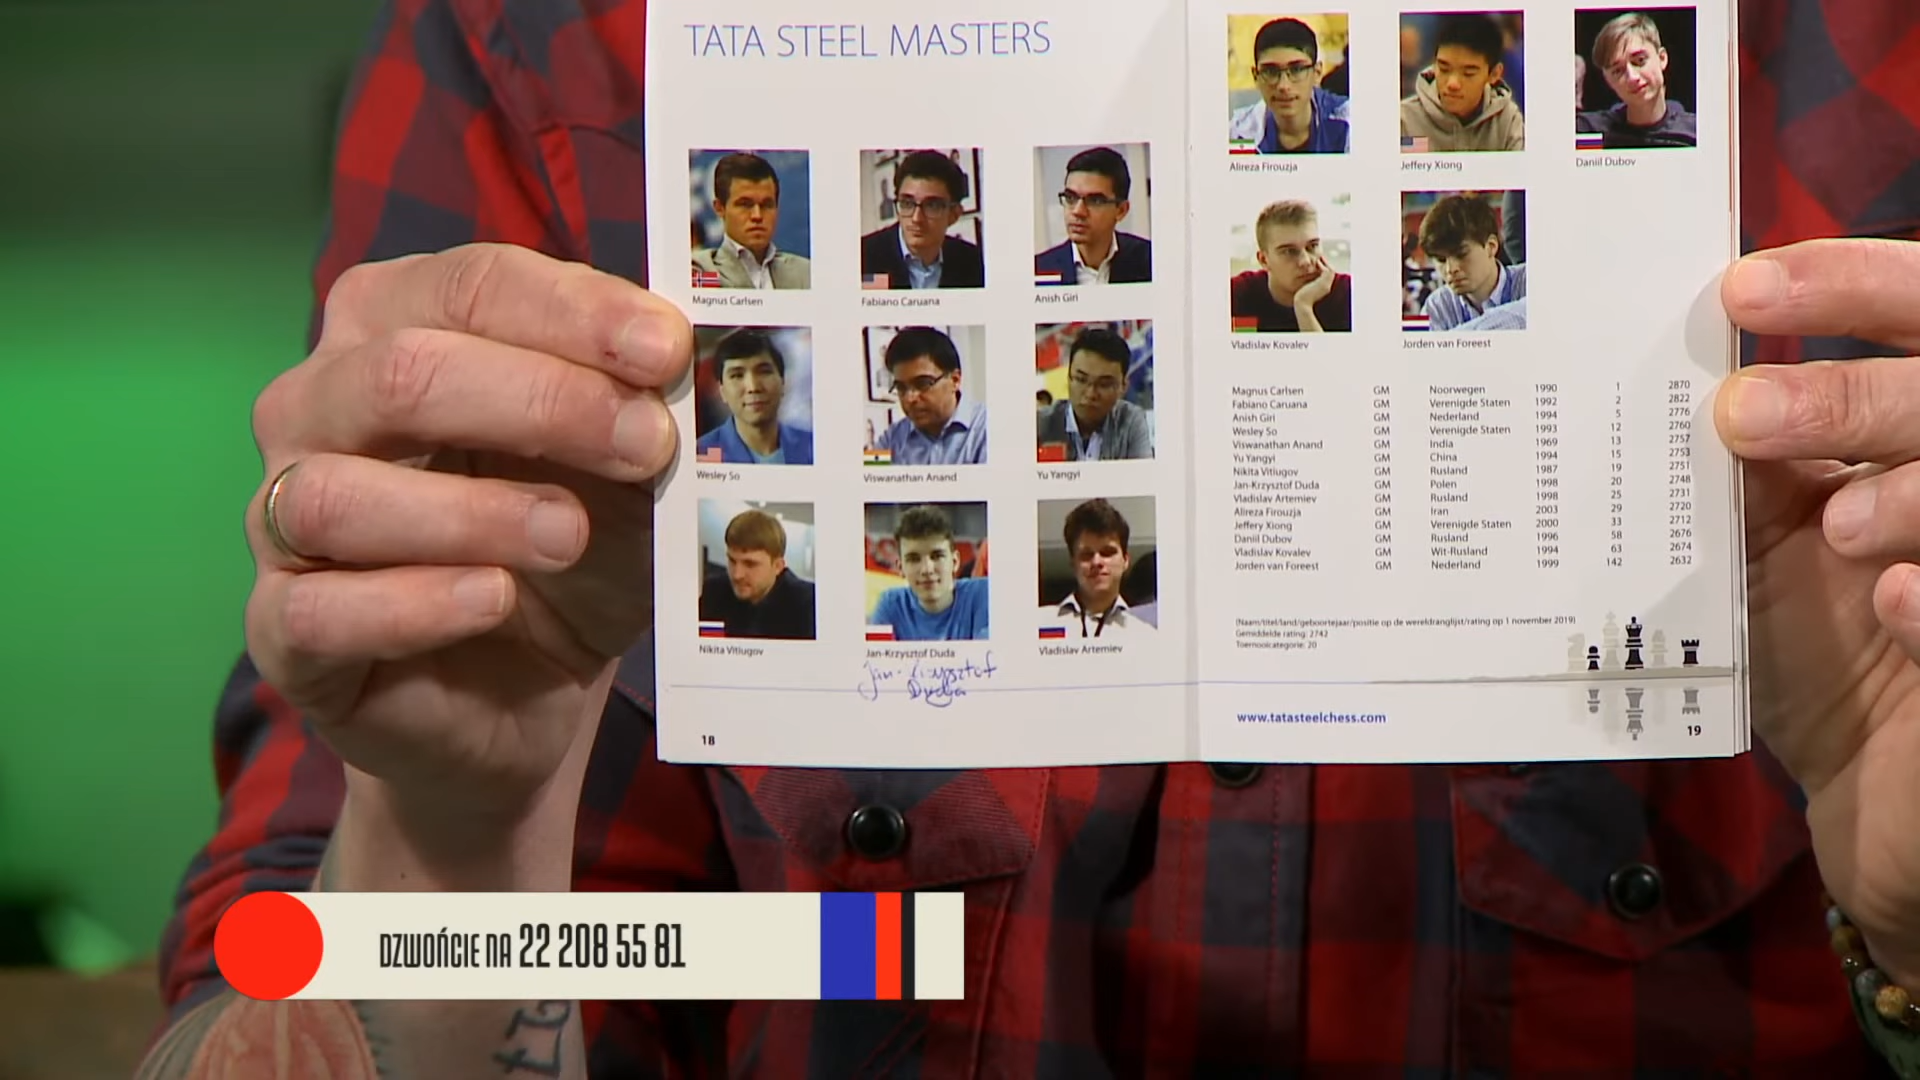 TATA STEEL MASTERS
Magnus Carlsen
Fabiano Caruana
Anish Giri
Wesley So
Viswanathan Anand
Yu Yangyi
Nikita Vitiugov
Jan-Krzysztof Duda
Vladislav Artemiev
Jan-Krzysztof
Duda
18
Alireza Firouzja
Jeffery Xiong
Daniil Dubov
Vladislav Kovalev
Jorden van Foreest
Magnus Carlsen GM Noorwegen 1990 1 2870
Fabiano Caruana GM Verenigde Staten 1992 2 2822
Anish Giri GM Nederland 1994 5 2776
Wesley So GM Verenigde Staten 1993 12 2760
Viswanathan Anand GM India 1969 13 2757
Yu Yangyi GM China 1994 15 2753
Nikita Vitiugov GM Rusland 1987 19 2751
Jan-Krzysztof Duda GM Polen 1998 20 2748
Vladislav Artemiev GM Rusland 1998 25 2731
Alireza Firouzja GM Iran 2003 29 2720
Jeffery Xiong GM Verenigde Staten 2000 33 2712
Daniil Dubov GM Rusland 1996 58 2676
Vladislav Kovalev GM Wit-Rusland 1994 63 2674
Jorden van Foreest GM Nederland 1999 142 2632
(Naam/titel/land/geboortejaar/positie op de wereldranglijst/rating op 1 november 2019)
Gemiddelde rating: 2742
Toernooicategorie: 20
www.tatasteelchess.com
19
DZWOŃCIE NA 22 208 55 81